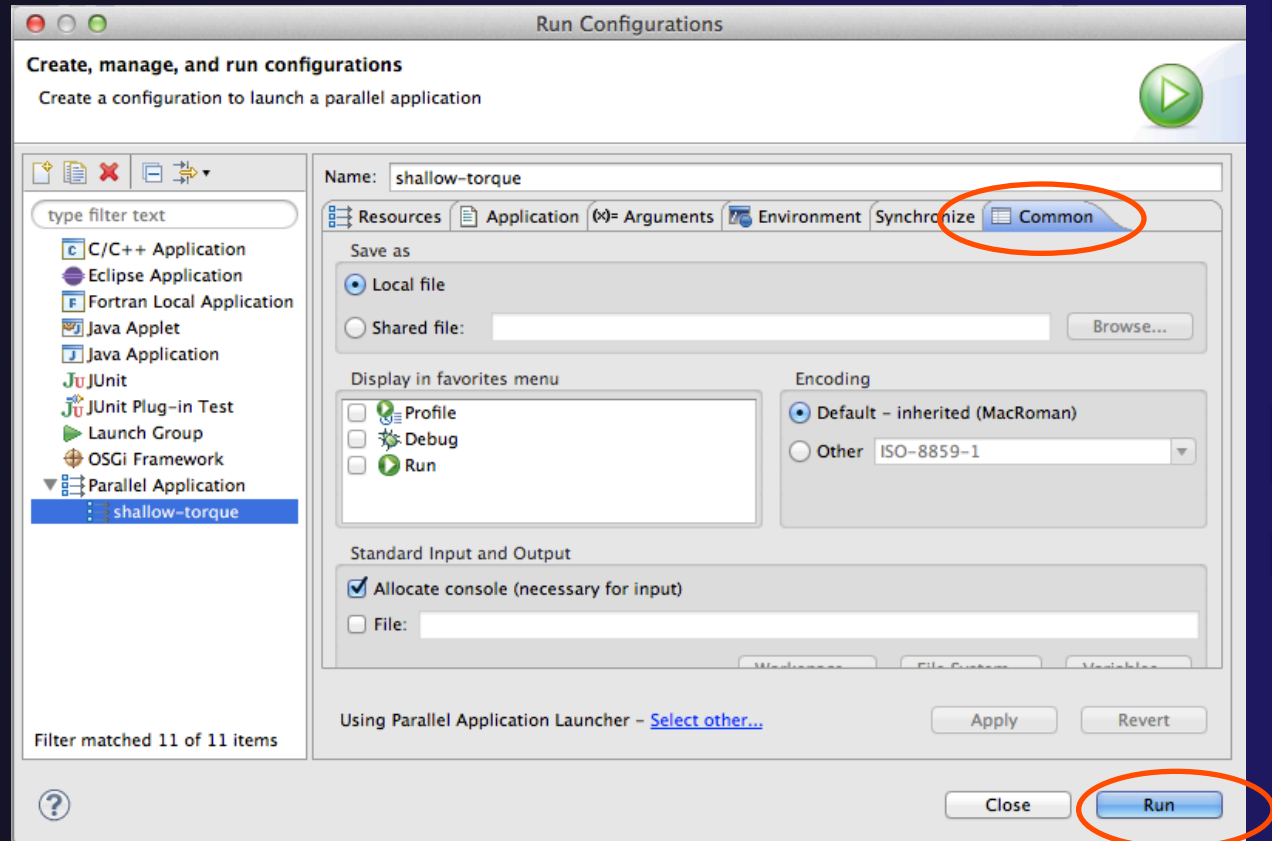 Run Configurations
Create, manage, and run configurations
Create a configuration to launch a parallel application
type filter text
C/C++ Application
Eclipse Application
Fortran Local Application
Java Applet
Java Application
JUnit
JUnit Plug-in Test
Launch Group
OSGi Framework
Parallel Application
shallow-torque
Filter matched 11 of 11 items
Name: shallow-torque
Resources Application (x)= Arguments Environment Synchronize Common
Save as
Local file
Shared file: Browse...
Display in favorites menu
Profile
Debug
Run
Encoding
Default - inherited (MacRoman)
Other ISO-8859-1
Standard Input and Output
Allocate console (necessary for input)
File:
Workspace... File System... Variables...
Using Parallel Application Launcher - Select other... Apply Revert
Close Run